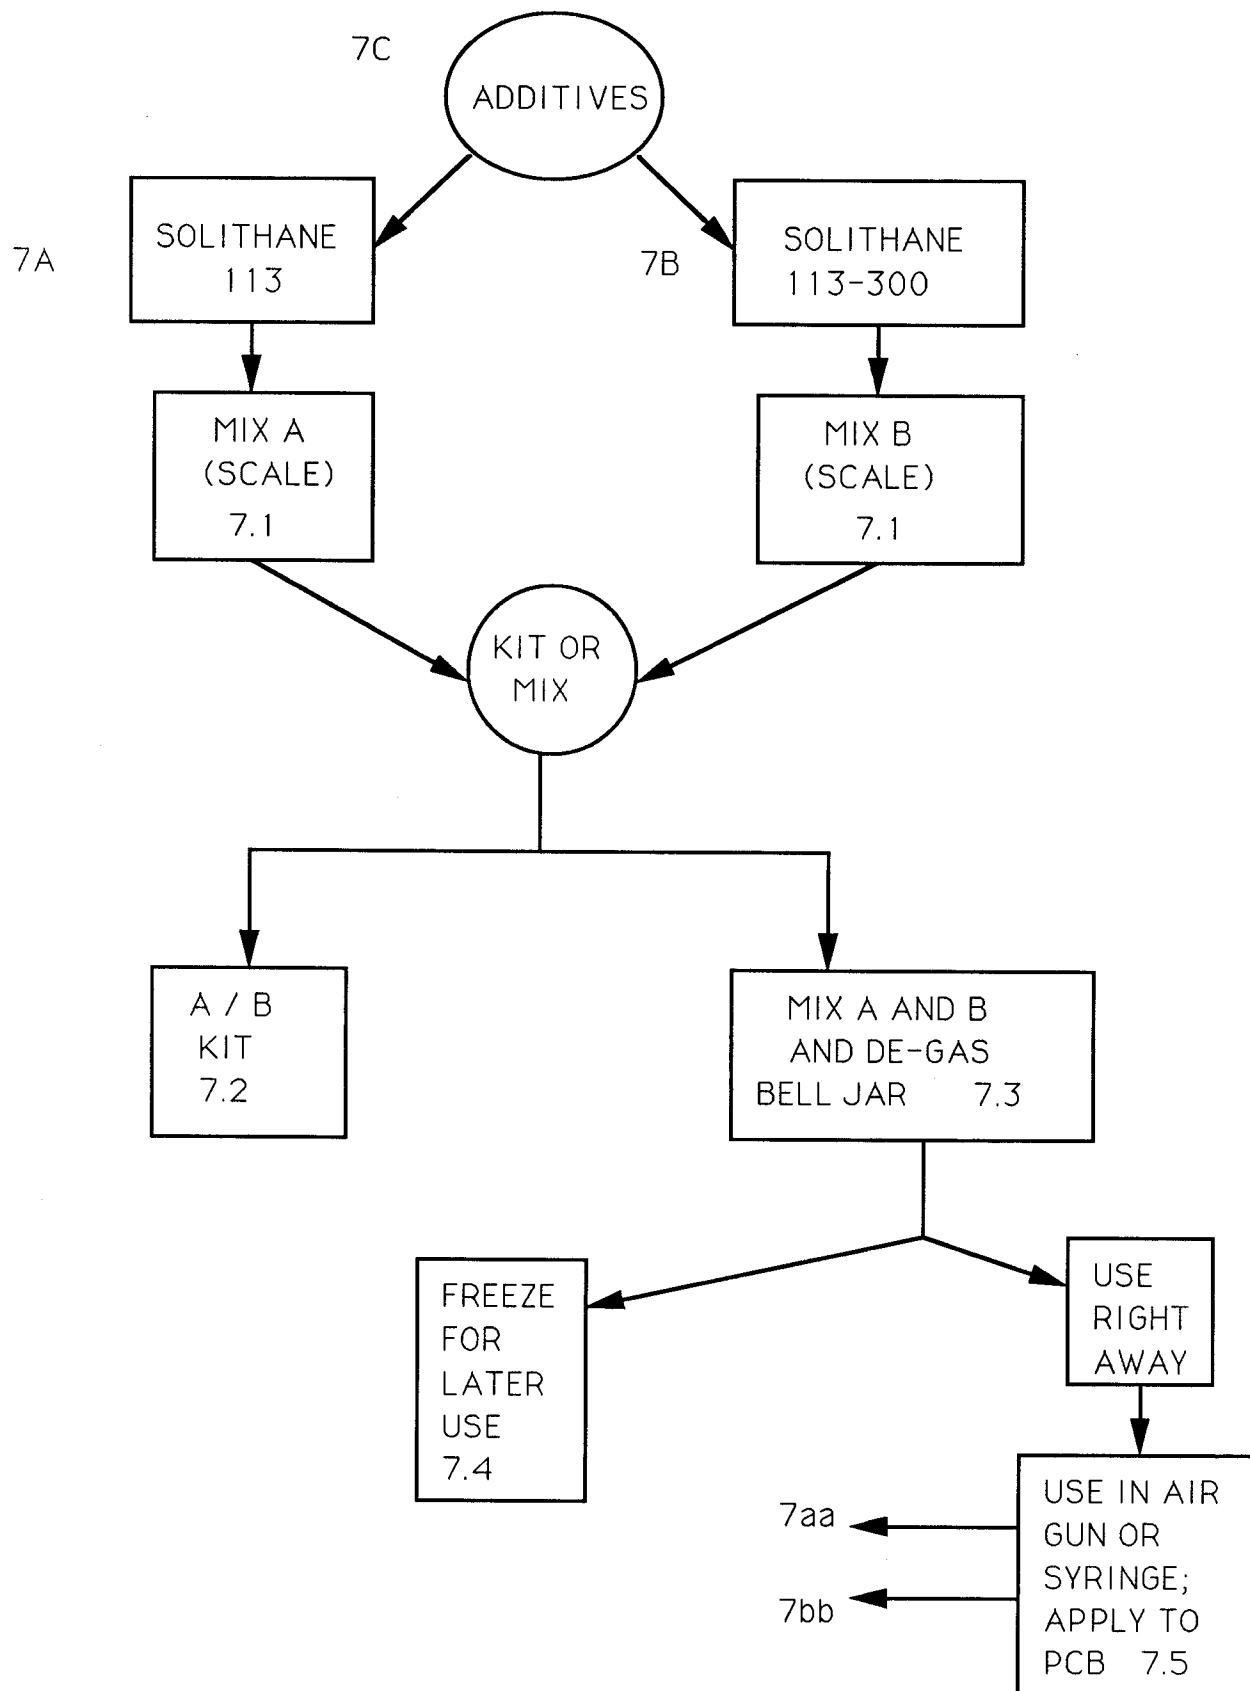 7C
ADDITIVES
7A
SOLITHANE
113
7B
SOLITHANE
113-300
MIX A
(SCALE)
7.1
MIX B
(SCALE)
7.1
KIT OR
MIX
A / B
KIT
7.2
MIX A AND B
AND DE-GAS
BELL JAR 7.3
FREEZE
FOR
LATER
USE
7.4
USE
RIGHT
AWAY
7aa
7bb
USE IN AIR
GUN OR
SYRINGE;
APPLY TO
PCB 7.5